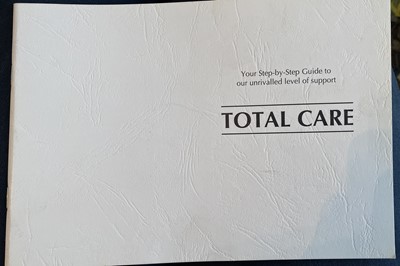 Your Step-by-Step Guide to
our unrivalled level of support
TOTAL CARE